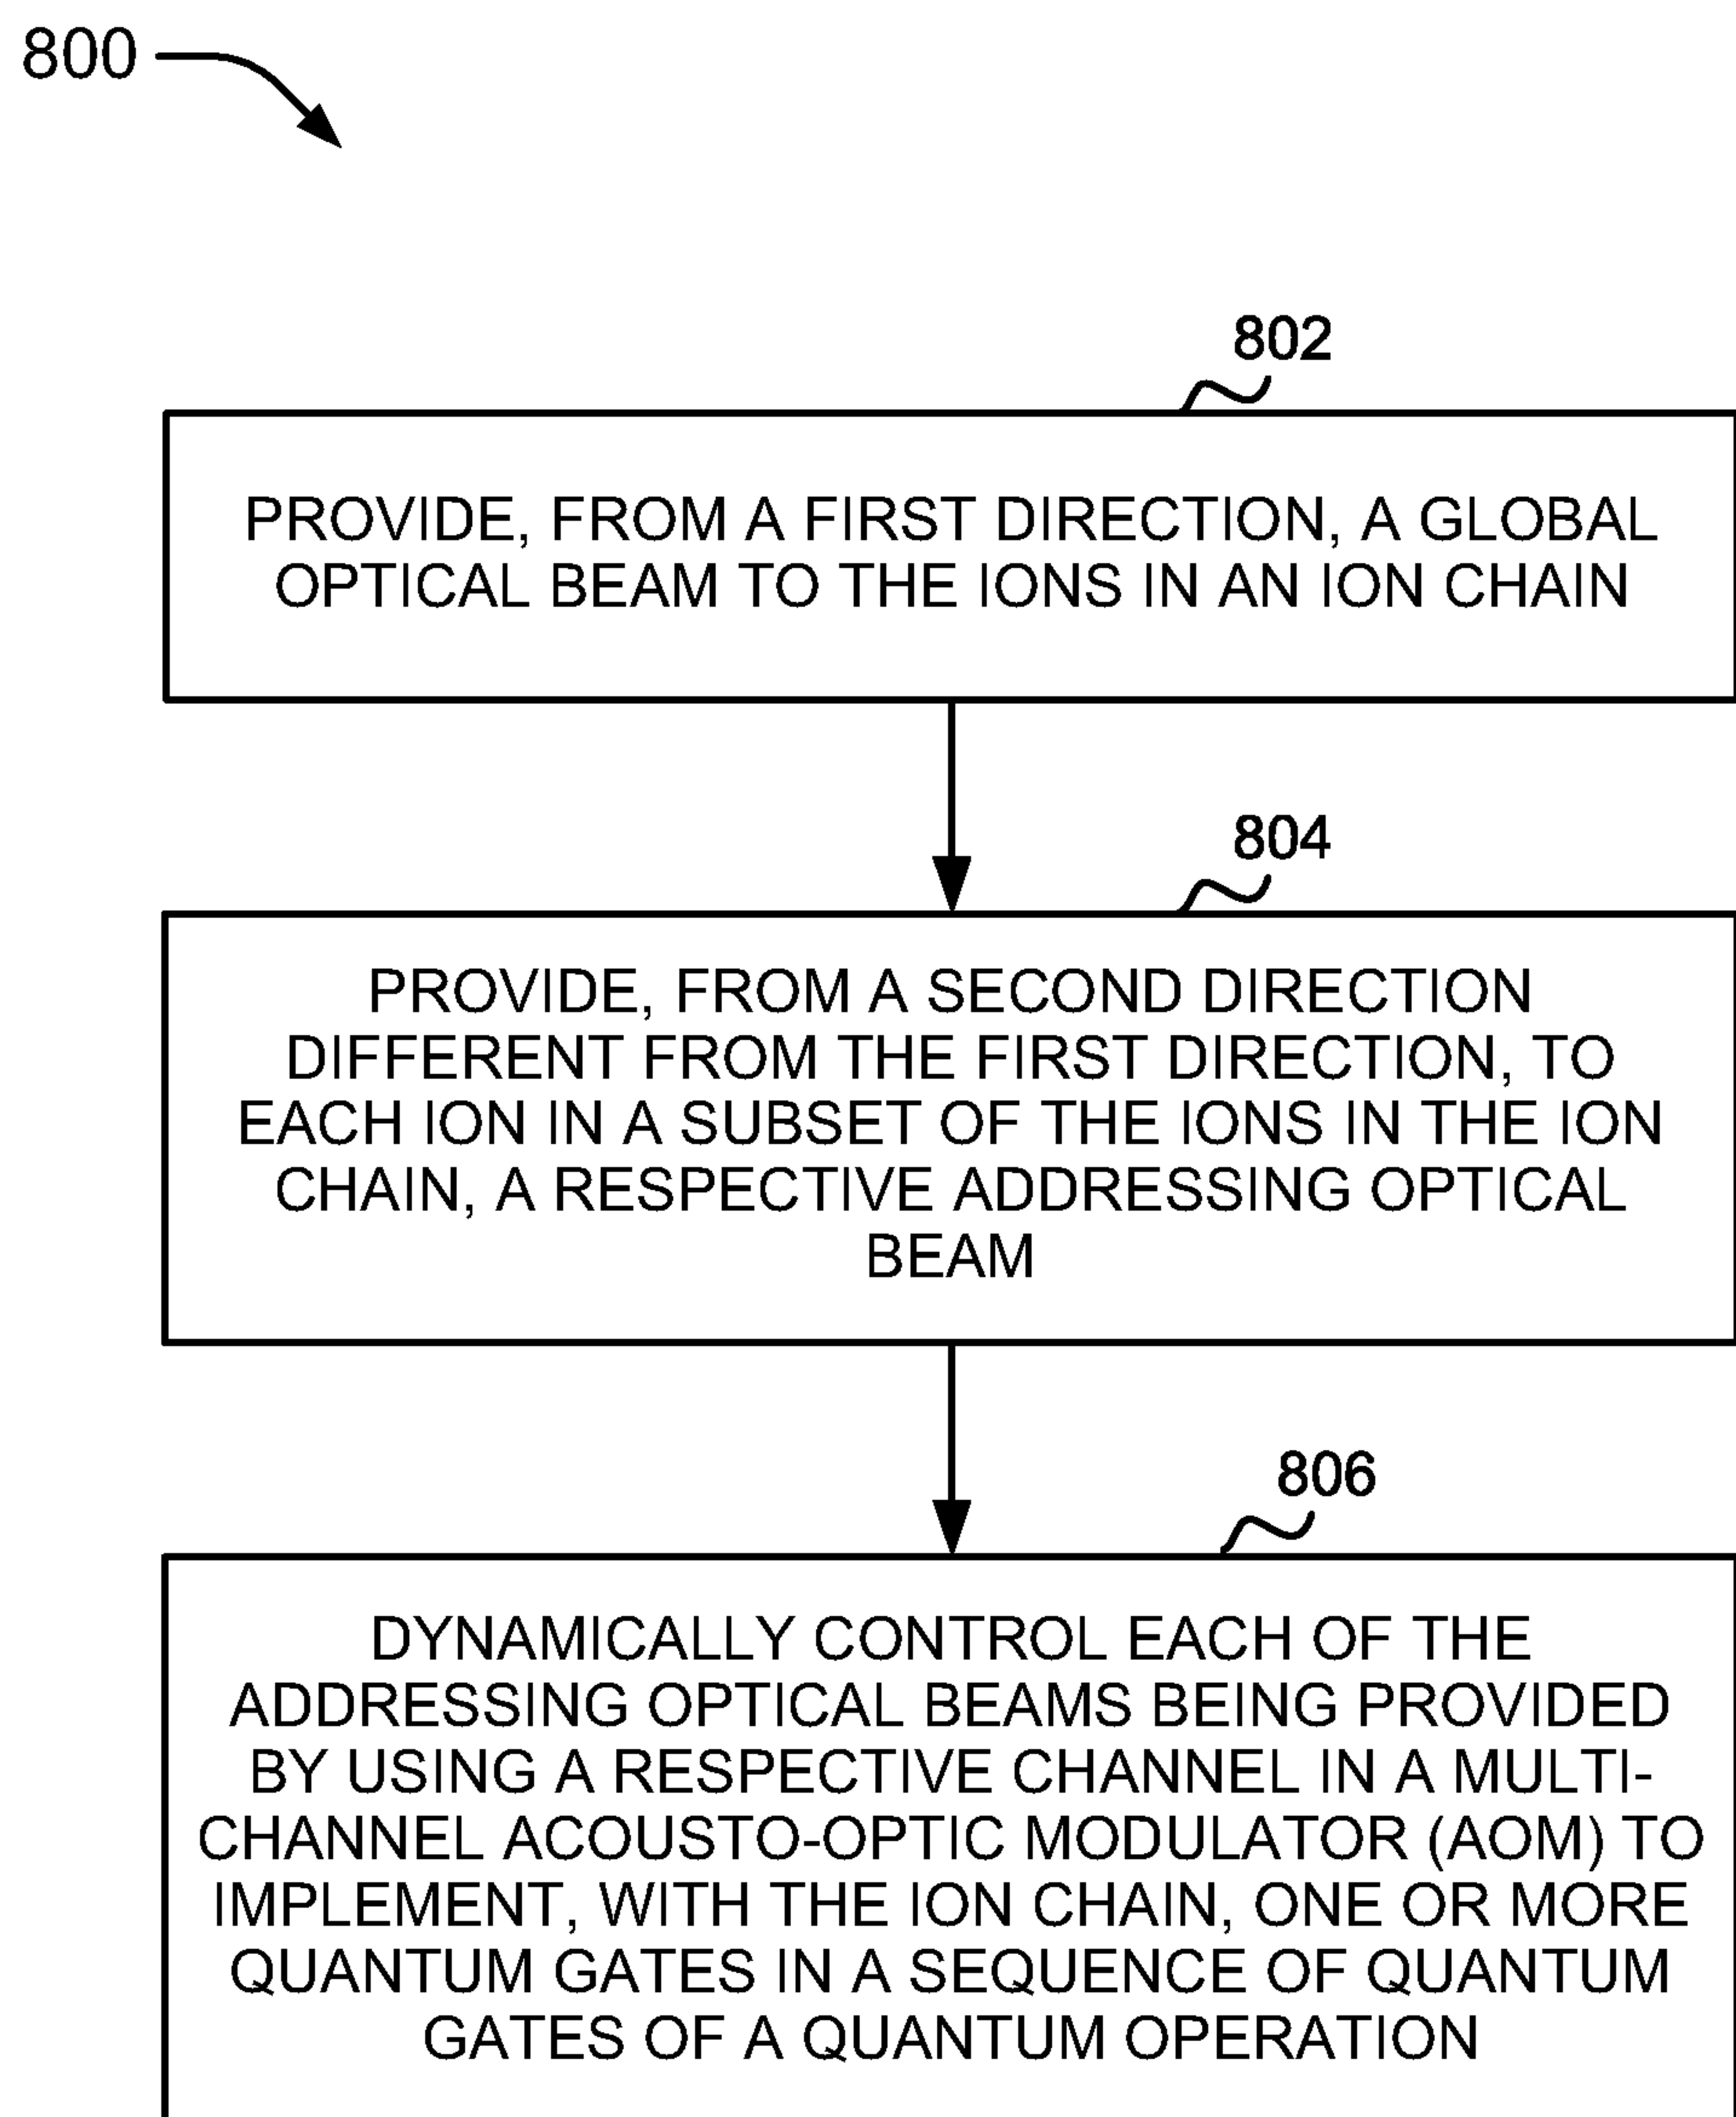 800
802
PROVIDE, FROM A FIRST DIRECTION, A GLOBAL
OPTICAL BEAM TO THE IONS IN AN ION CHAIN
804
PROVIDE, FROM A SECOND DIRECTION
DIFFERENT FROM THE FIRST DIRECTION, TO
EACH ION IN A SUBSET OF THE IONS IN THE ION
CHAIN, A RESPECTIVE ADDRESSING OPTICAL
BEAM
806
DYNAMICALLY CONTROL EACH OF THE
ADDRESSING OPTICAL BEAMS BEING PROVIDED
BY USING A RESPECTIVE CHANNEL IN A MULTI-
CHANNEL ACOUSTO-OPTIC MODULATOR (AOM) TO
IMPLEMENT, WITH THE ION CHAIN, ONE OR MORE
QUANTUM GATES IN A SEQUENCE OF QUANTUM
GATES OF A QUANTUM OPERATION